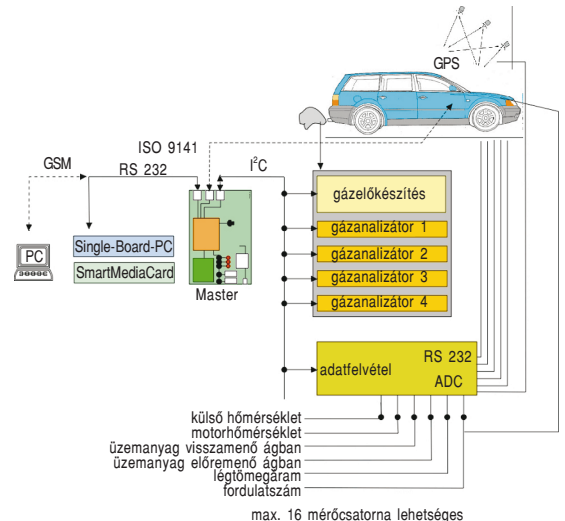 GPS
ISO 9141
GSM
RS 232
I²C
gázelőkészítés
gázanalizátor 1
gázanalizátor 2
gázanalizátor 3
gázanalizátor 4
PC
Single-Board-PC
SmartMediaCard
Master
RS 232
adatfelvétel
ADC
külső hőmérséklet
motorhőmérséklet
üzemanyag visszamenő ágban
üzemanyag előremenő ágban
légtömegáram
fordulatszám
max. 16 mérőcsatorna lehetséges